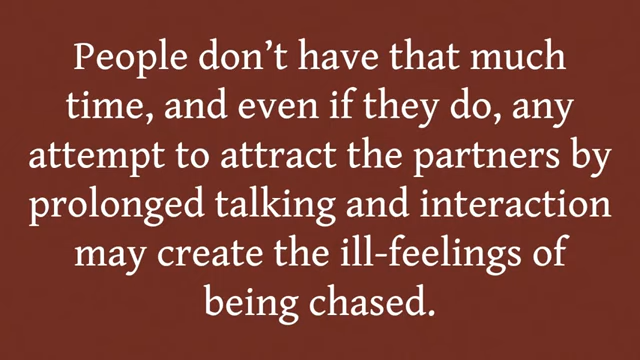 People don’t have that much
time, and even if they do, any
attempt to attract the partners by
prolonged talking and interaction
may create the ill-feelings of
being chased.